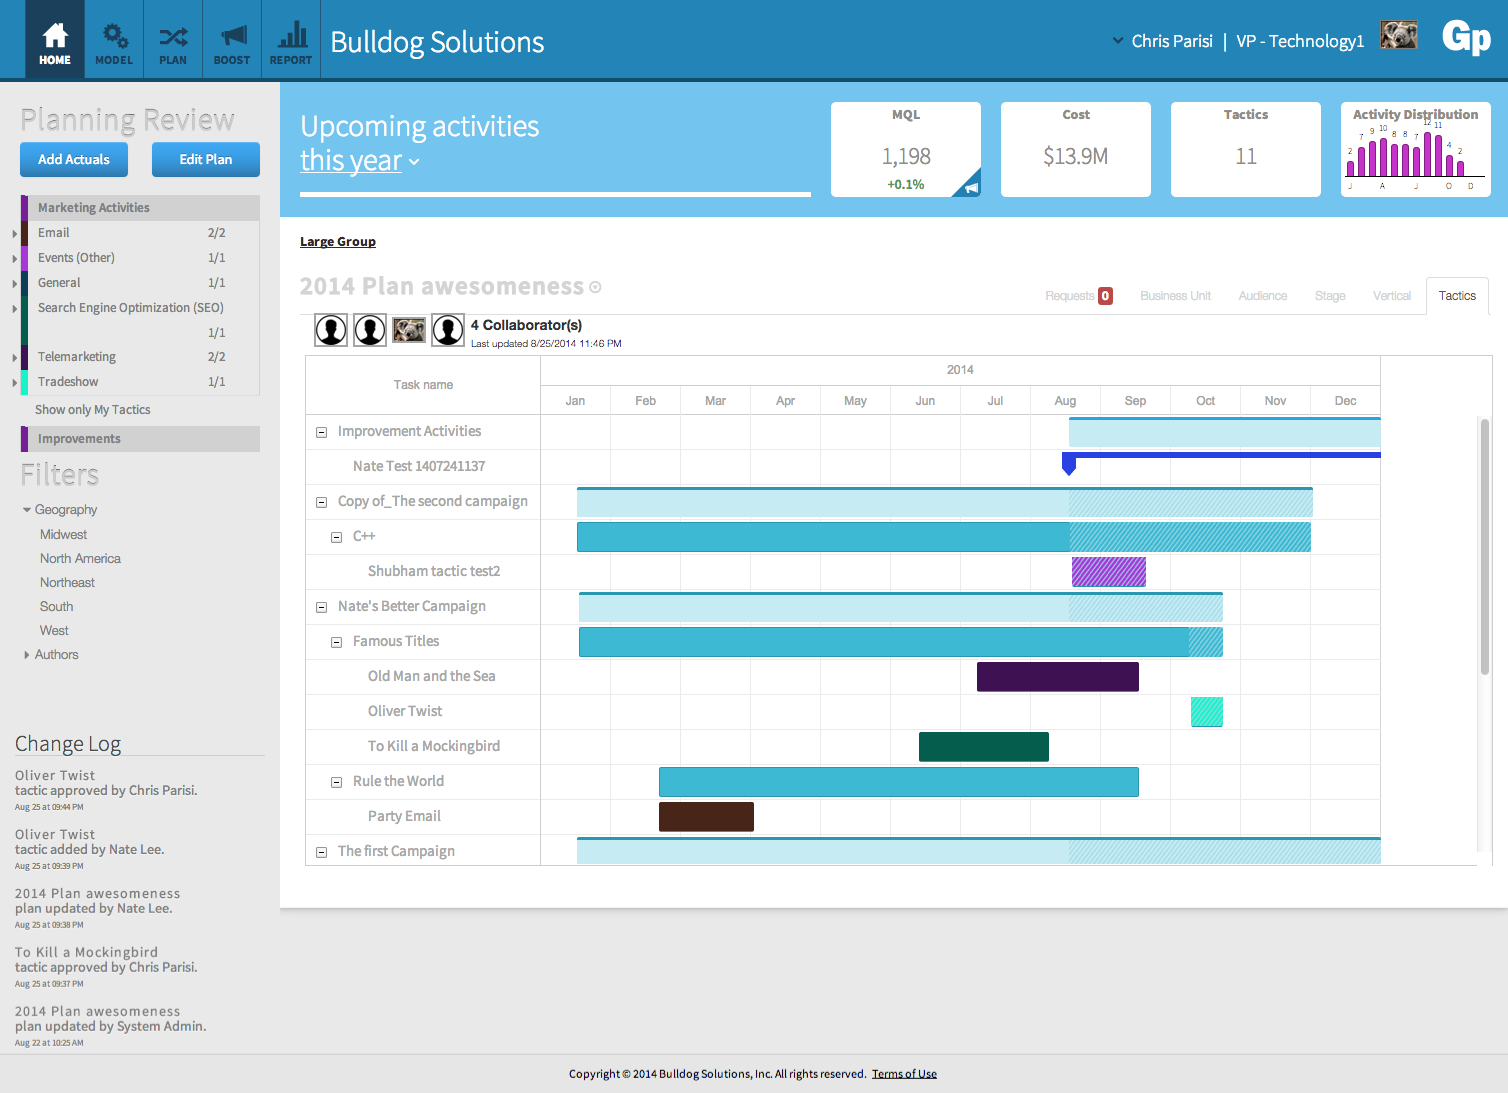 HOME
MODEL
PLAN
BOOST
REPORT
Bulldog Solutions
Chris Parisi | VP - Technology1
Gp
Planning Review
Add Actuals
Edit Plan
Marketing Activities
Email 2/2
Events (Other) 1/1
General 1/1
Search Engine Optimization (SEO)
1/1
Telemarketing 2/2
Tradeshow 1/1
Show only My Tactics
Improvements
Filters
Geography
Midwest
North America
Northeast
South
West
Authors
Change Log
Oliver Twist
tactic approved by Chris Parisi.
Aug 25 at 09:44 PM
Oliver Twist
tactic added by Nate Lee.
Aug 25 at 09:39 PM
2014 Plan awesomeness
plan updated by Nate Lee.
Aug 25 at 09:38 PM
To Kill a Mockingbird
tactic approved by Chris Parisi.
Aug 25 at 09:37 PM
2014 Plan awesomeness
plan updated by System Admin.
Aug 22 at 10:25 AM
Upcoming activities
this year
MQL
1,198
+0.1%
Cost
$13.9M
Tactics
11
Activity Distribution
2 7 9 10 8 8 7 12 11 4 2
J A J O D
Large Group
2014 Plan awesomeness
Requests 0
Business Unit
Audience
Stage
Vertical
Tactics
4 Collaborator(s)
Last updated 8/25/2014 11:46 PM
Task name
2014
Jan Feb Mar Apr May Jun Jul Aug Sep Oct Nov Dec
Improvement Activities
Nate Test 1407241137
Copy of_The second campaign
C++
Shubham tactic test2
Nate's Better Campaign
Famous Titles
Old Man and the Sea
Oliver Twist
To Kill a Mockingbird
Rule the World
Party Email
The first Campaign
Copyright © 2014 Bulldog Solutions, Inc. All rights reserved. Terms of Use